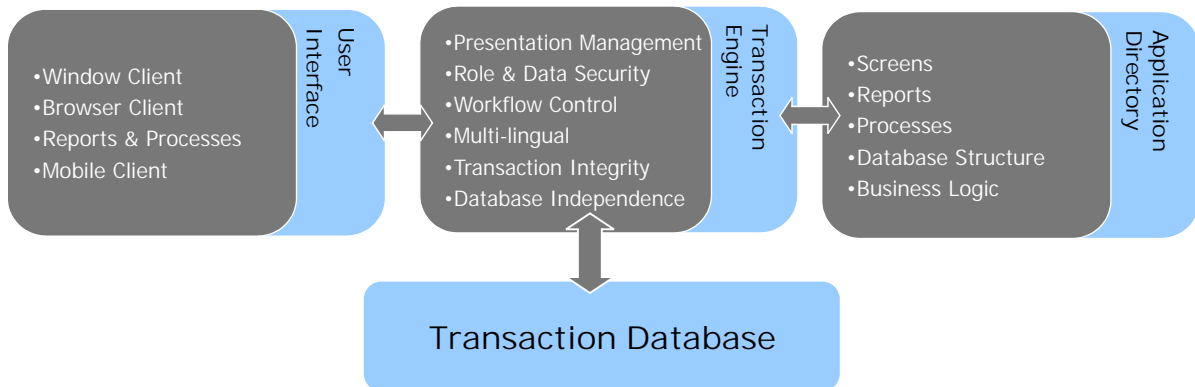 User
Interface
•Window Client
•Browser Client
•Reports & Processes
•Mobile Client
Transaction
Engine
•Presentation Management
•Role & Data Security
•Workflow Control
•Multi-lingual
•Transaction Integrity
•Database Independence
Application
Directory
•Screens
•Reports
•Processes
•Database Structure
•Business Logic
Transaction Database